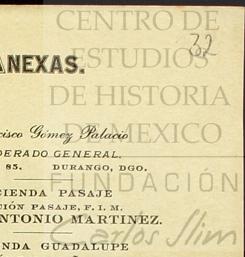 CENTRO DE
ESTUDIOS
32
ANEXAS.
DE HISTORIA
DE MEXICO
cisco Gómez Palacio
DERADO GENERAL.
85. DURANGO, DGO.
FUNDACIÓN
CIENDA PASAJE
CIÓN PASAJE, F. I. M.
ANTONIO MARTINEZ.
Carlos Slim
NDA GUADALUPE